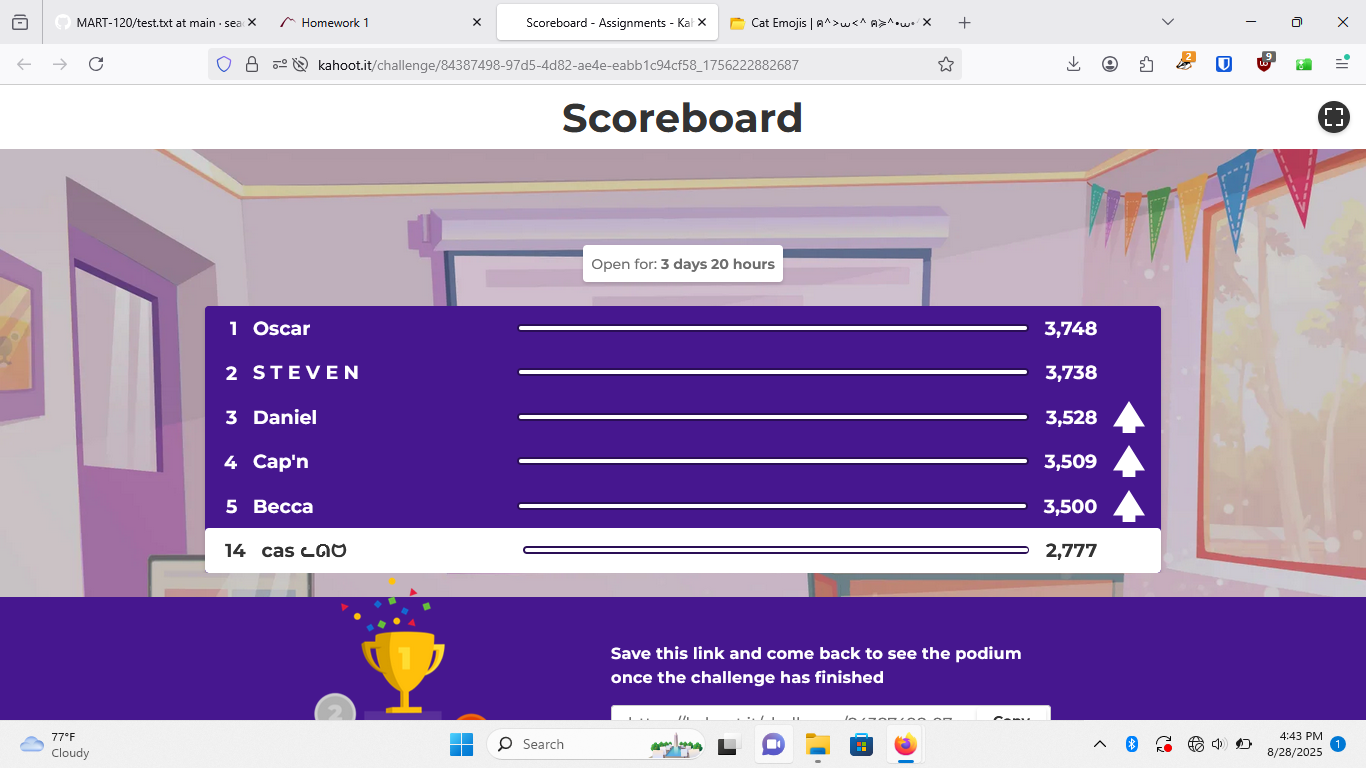 MART-120/test.txt at main · sea
Homework 1
Scoreboard - Assignments - Ka
Cat Emojis |
kahoot.it/challenge/84387498-97d5-4d82-ae4e-eabb1c94cf58_1756222882687
2
9
Scoreboard
Open for: 3 days 20 hours
1 Oscar 3,748
2 S T E V E N 3,738
3 Daniel 3,528
4 Cap'n 3,509
5 Becca 3,500
14 cas ᓚᘏᗢ 2,777
1
2
Save this link and come back to see the podium
once the challenge has finished
Copy
77°F
Cloudy
Search
4:43 PM
8/28/2025
1